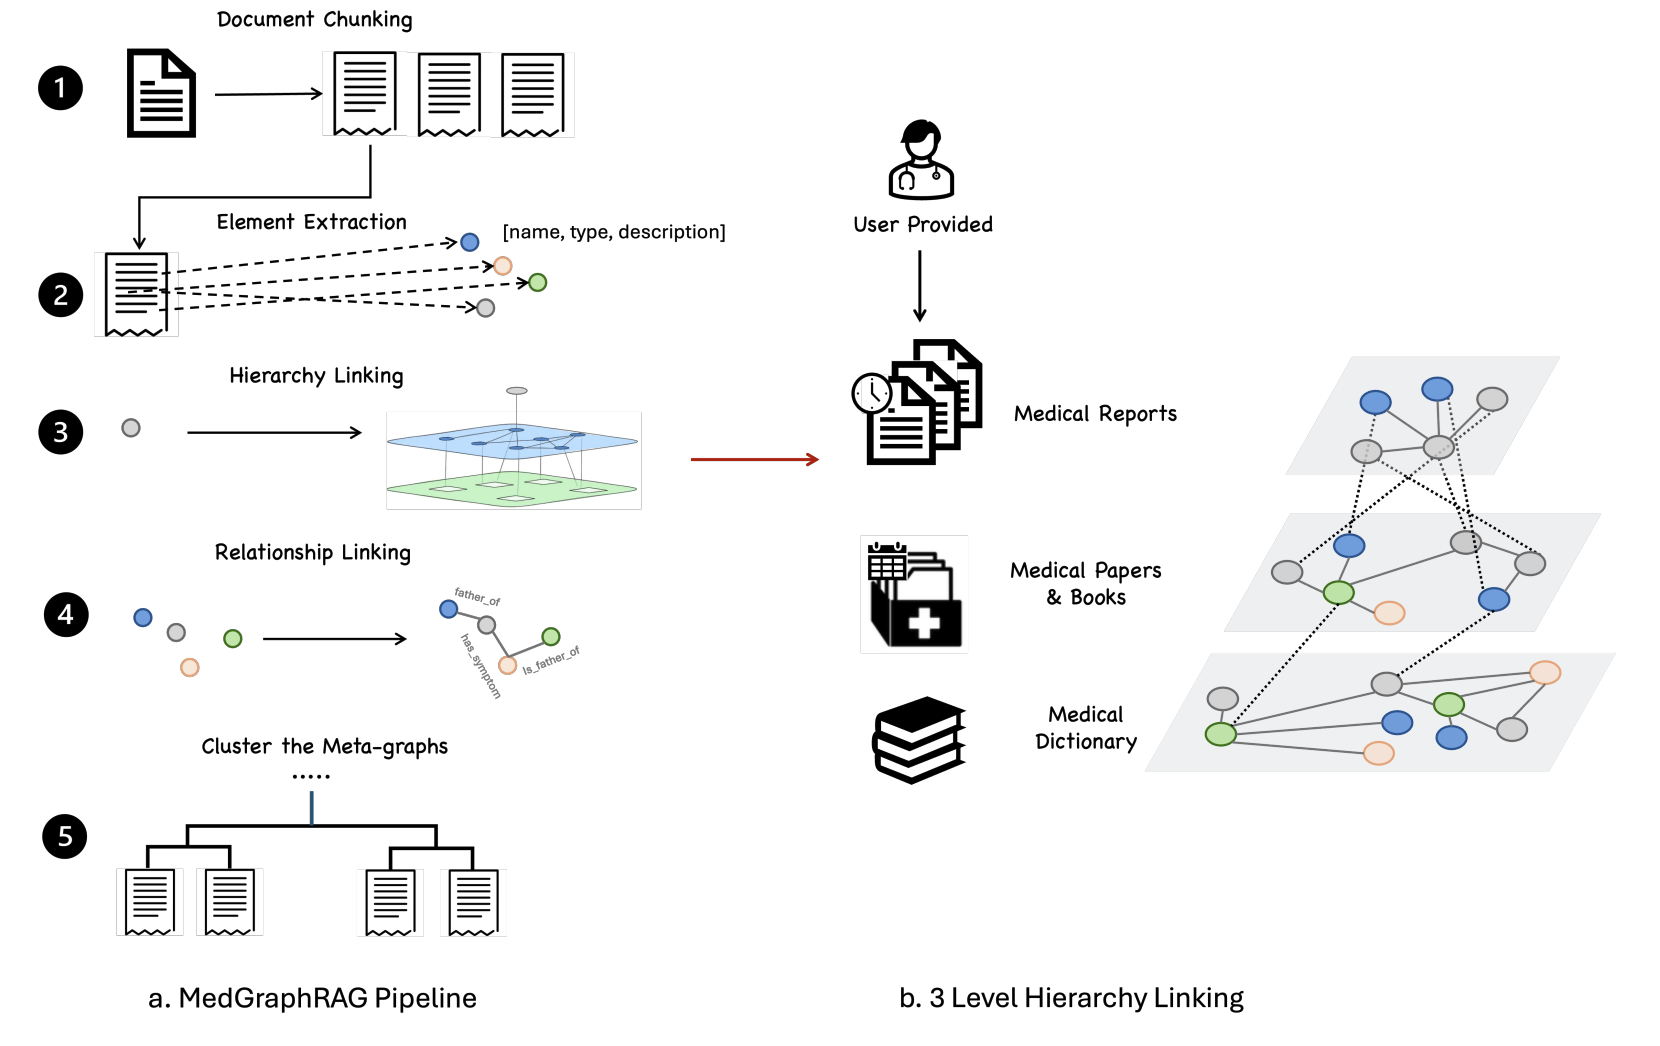 Document Chunking
1
Element Extraction
[name, type, description]
2
Hierarchy Linking
3
Relationship Linking
4
father_of
has_symptom
Is_father_of
Cluster the Meta-graphs
.....
5
a. MedGraphRAG Pipeline
User Provided
Medical Reports
Medical Papers
& Books
Medical
Dictionary
b. 3 Level Hierarchy Linking